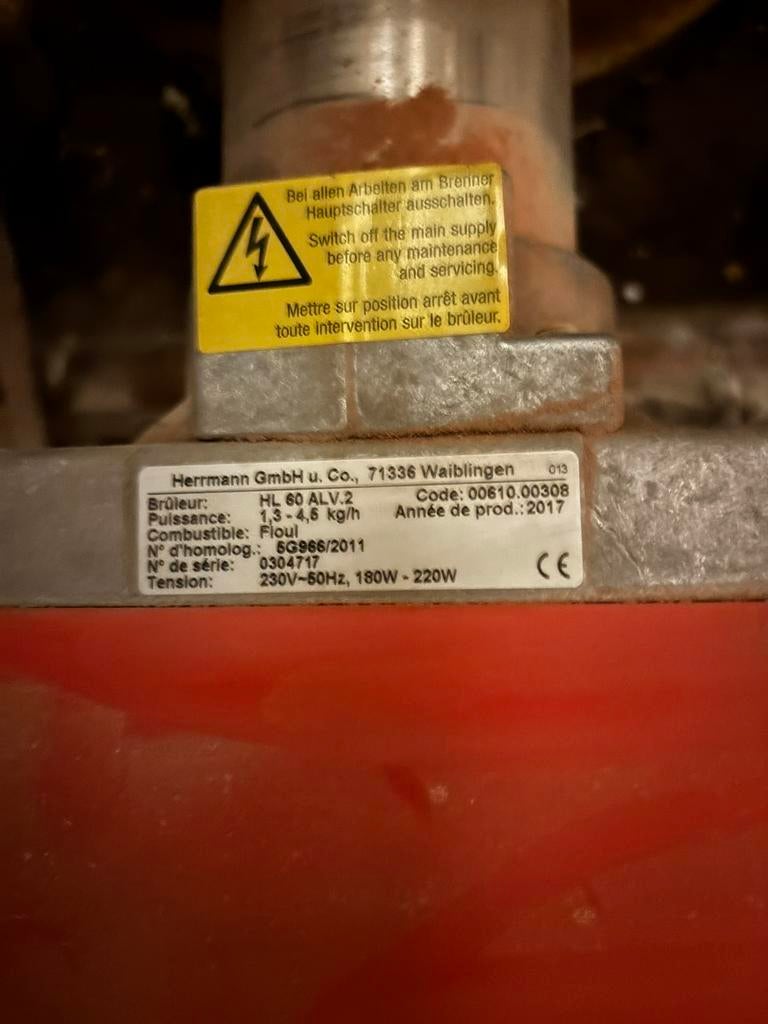 Bei allen Arbeiten am Brenner
Hauptschalter ausschalten.
Switch off the main supply
before any maintenance
and servicing.
Mettre sur position arrêt avant
toute intervention sur le brûleur.
Herrmann GmbH u. Co., 71336 Waiblingen 013
Brûleur: HL 60 ALV.2 Code: 00610.00308
Puissance: 1,3 - 4,5 kg/h Année de prod.: 2017
Combustible: Fioul
N° d'homolog.: 5G966/2011
N° de série: 0304717
Tension: 230V~50Hz, 180W - 220W CE